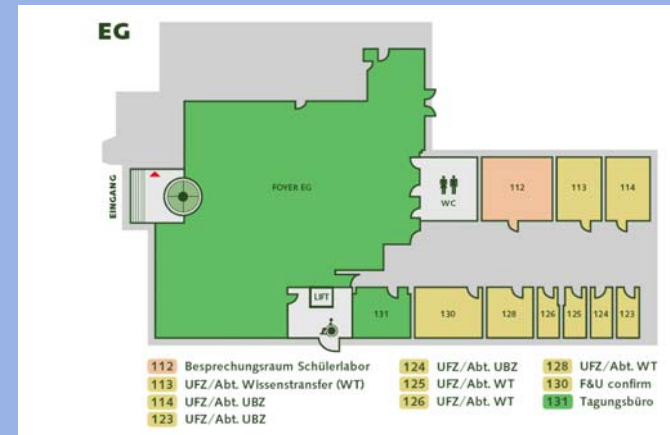 EG
EINGANG
FOYER EG
WC
112
113
114
LIFT
131
130
128
126
125
124
123
112 Besprechungsraum Schülerlabor
113 UFZ/Abt. Wissenstransfer (WT)
114 UFZ/Abt. UBZ
123 UFZ/Abt. UBZ
124 UFZ/Abt. UBZ
125 UFZ/Abt. WT
126 UFZ/Abt. WT
128 UFZ/Abt. WT
130 F&U confirm
131 Tagungsbüro